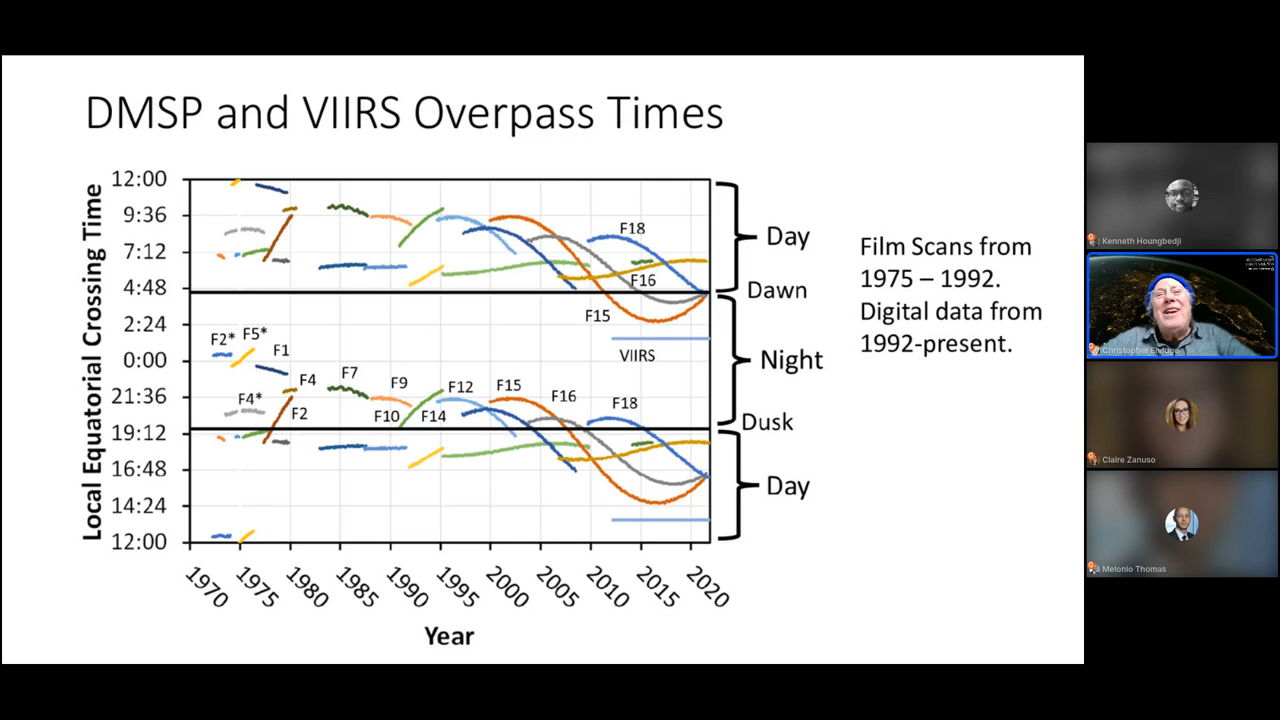 DMSP and VIIRS Overpass Times
Local Equatorial Crossing Time
12:00
9:36
7:12
4:48
2:24
0:00
21:36
19:12
16:48
14:24
12:00
F18
F16
F15
VIIRS
F2*
F5*
F1
F4
F7
F9
F12
F15
F16
F18
F4*
F2
F10
F14
Day
Dawn
Night
Dusk
Day
1970
1975
1980
1985
1990
1995
2000
2005
2010
2015
2020
Year
Film Scans from
1975 – 1992.
Digital data from
1992-present.
Kenneth Houngbedji
Christopher Elvidge
Claire Zanuso
Melonio Thomas